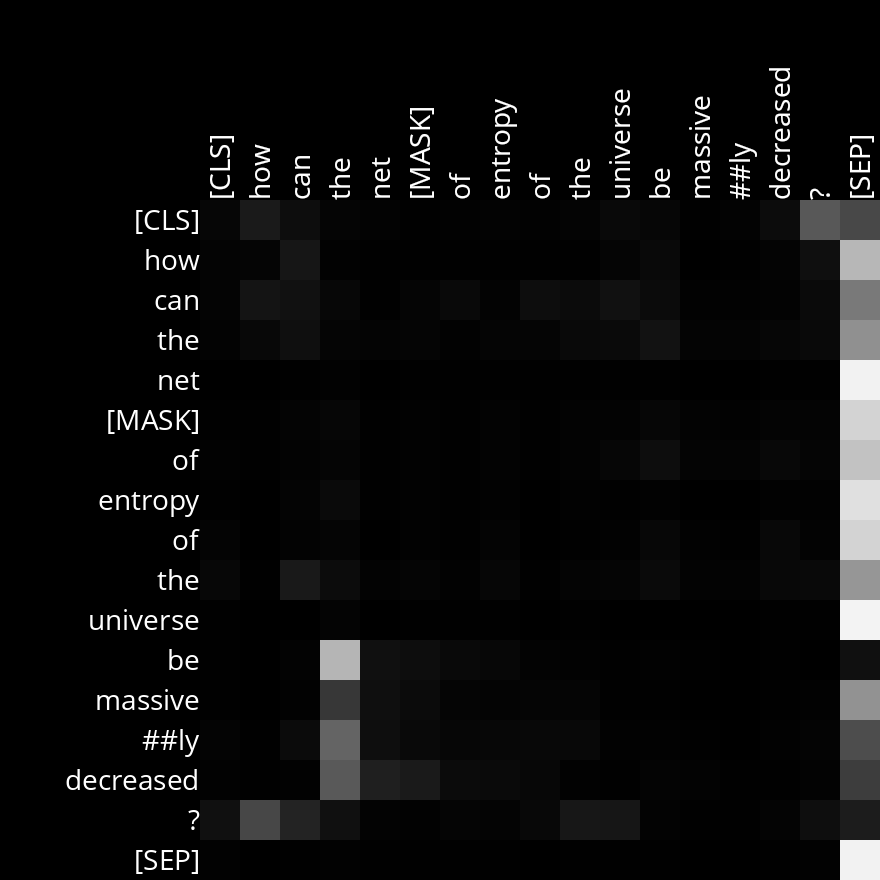 [CLS] how can the net [MASK] of entropy of the universe be massive ##ly decreased ? [SEP]
[CLS]
how
can
the
net
[MASK]
of
entropy
of
the
universe
be
massive
##ly
decreased
?
[SEP]